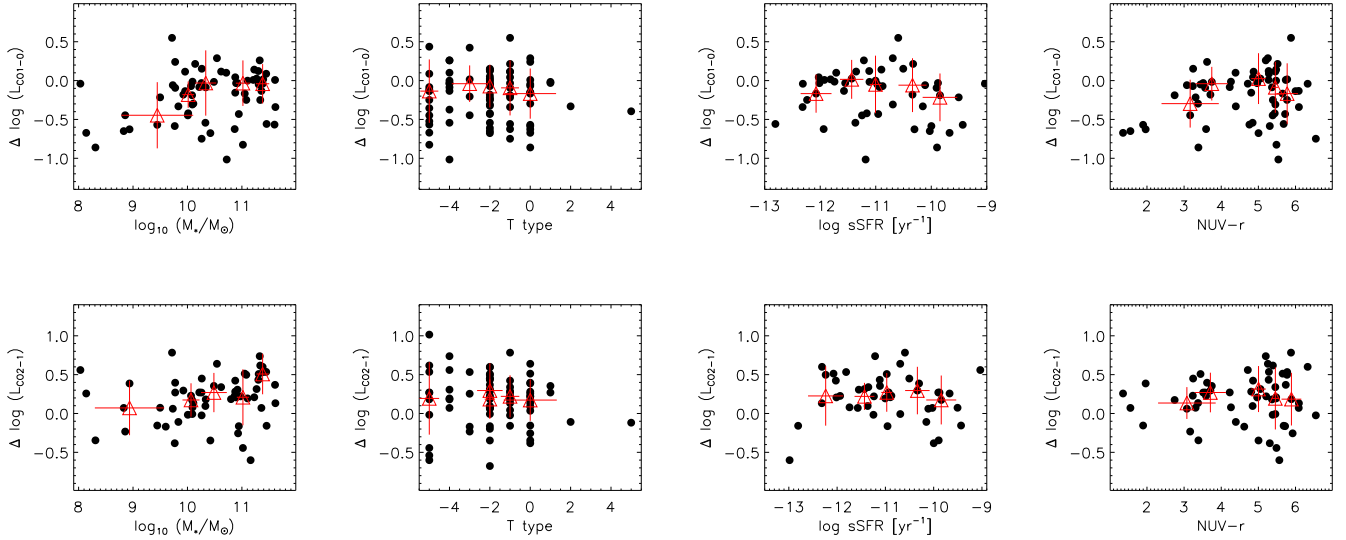 Δ log (L_CO1−0)
0.5
0.0
−0.5
−1.0
8 9 10 11
log₁₀ (M*/M⊙)
Δ log (L_CO1−0)
0.5
0.0
−0.5
−1.0
−4 −2 0 2 4
T type
Δ log (L_CO1−0)
0.5
0.0
−0.5
−1.0
−13 −12 −11 −10 −9
log sSFR [yr⁻¹]
Δ log (L_CO1−0)
0.5
0.0
−0.5
−1.0
2 3 4 5 6
NUV−r
Δ log (L_CO2−1)
1.0
0.5
0.0
−0.5
8 9 10 11
log₁₀ (M*/M⊙)
Δ log (L_CO2−1)
1.0
0.5
0.0
−0.5
−4 −2 0 2 4
T type
Δ log (L_CO2−1)
1.0
0.5
0.0
−0.5
−13 −12 −11 −10 −9
log sSFR [yr⁻¹]
Δ log (L_CO2−1)
1.0
0.5
0.0
−0.5
2 3 4 5 6
NUV−r